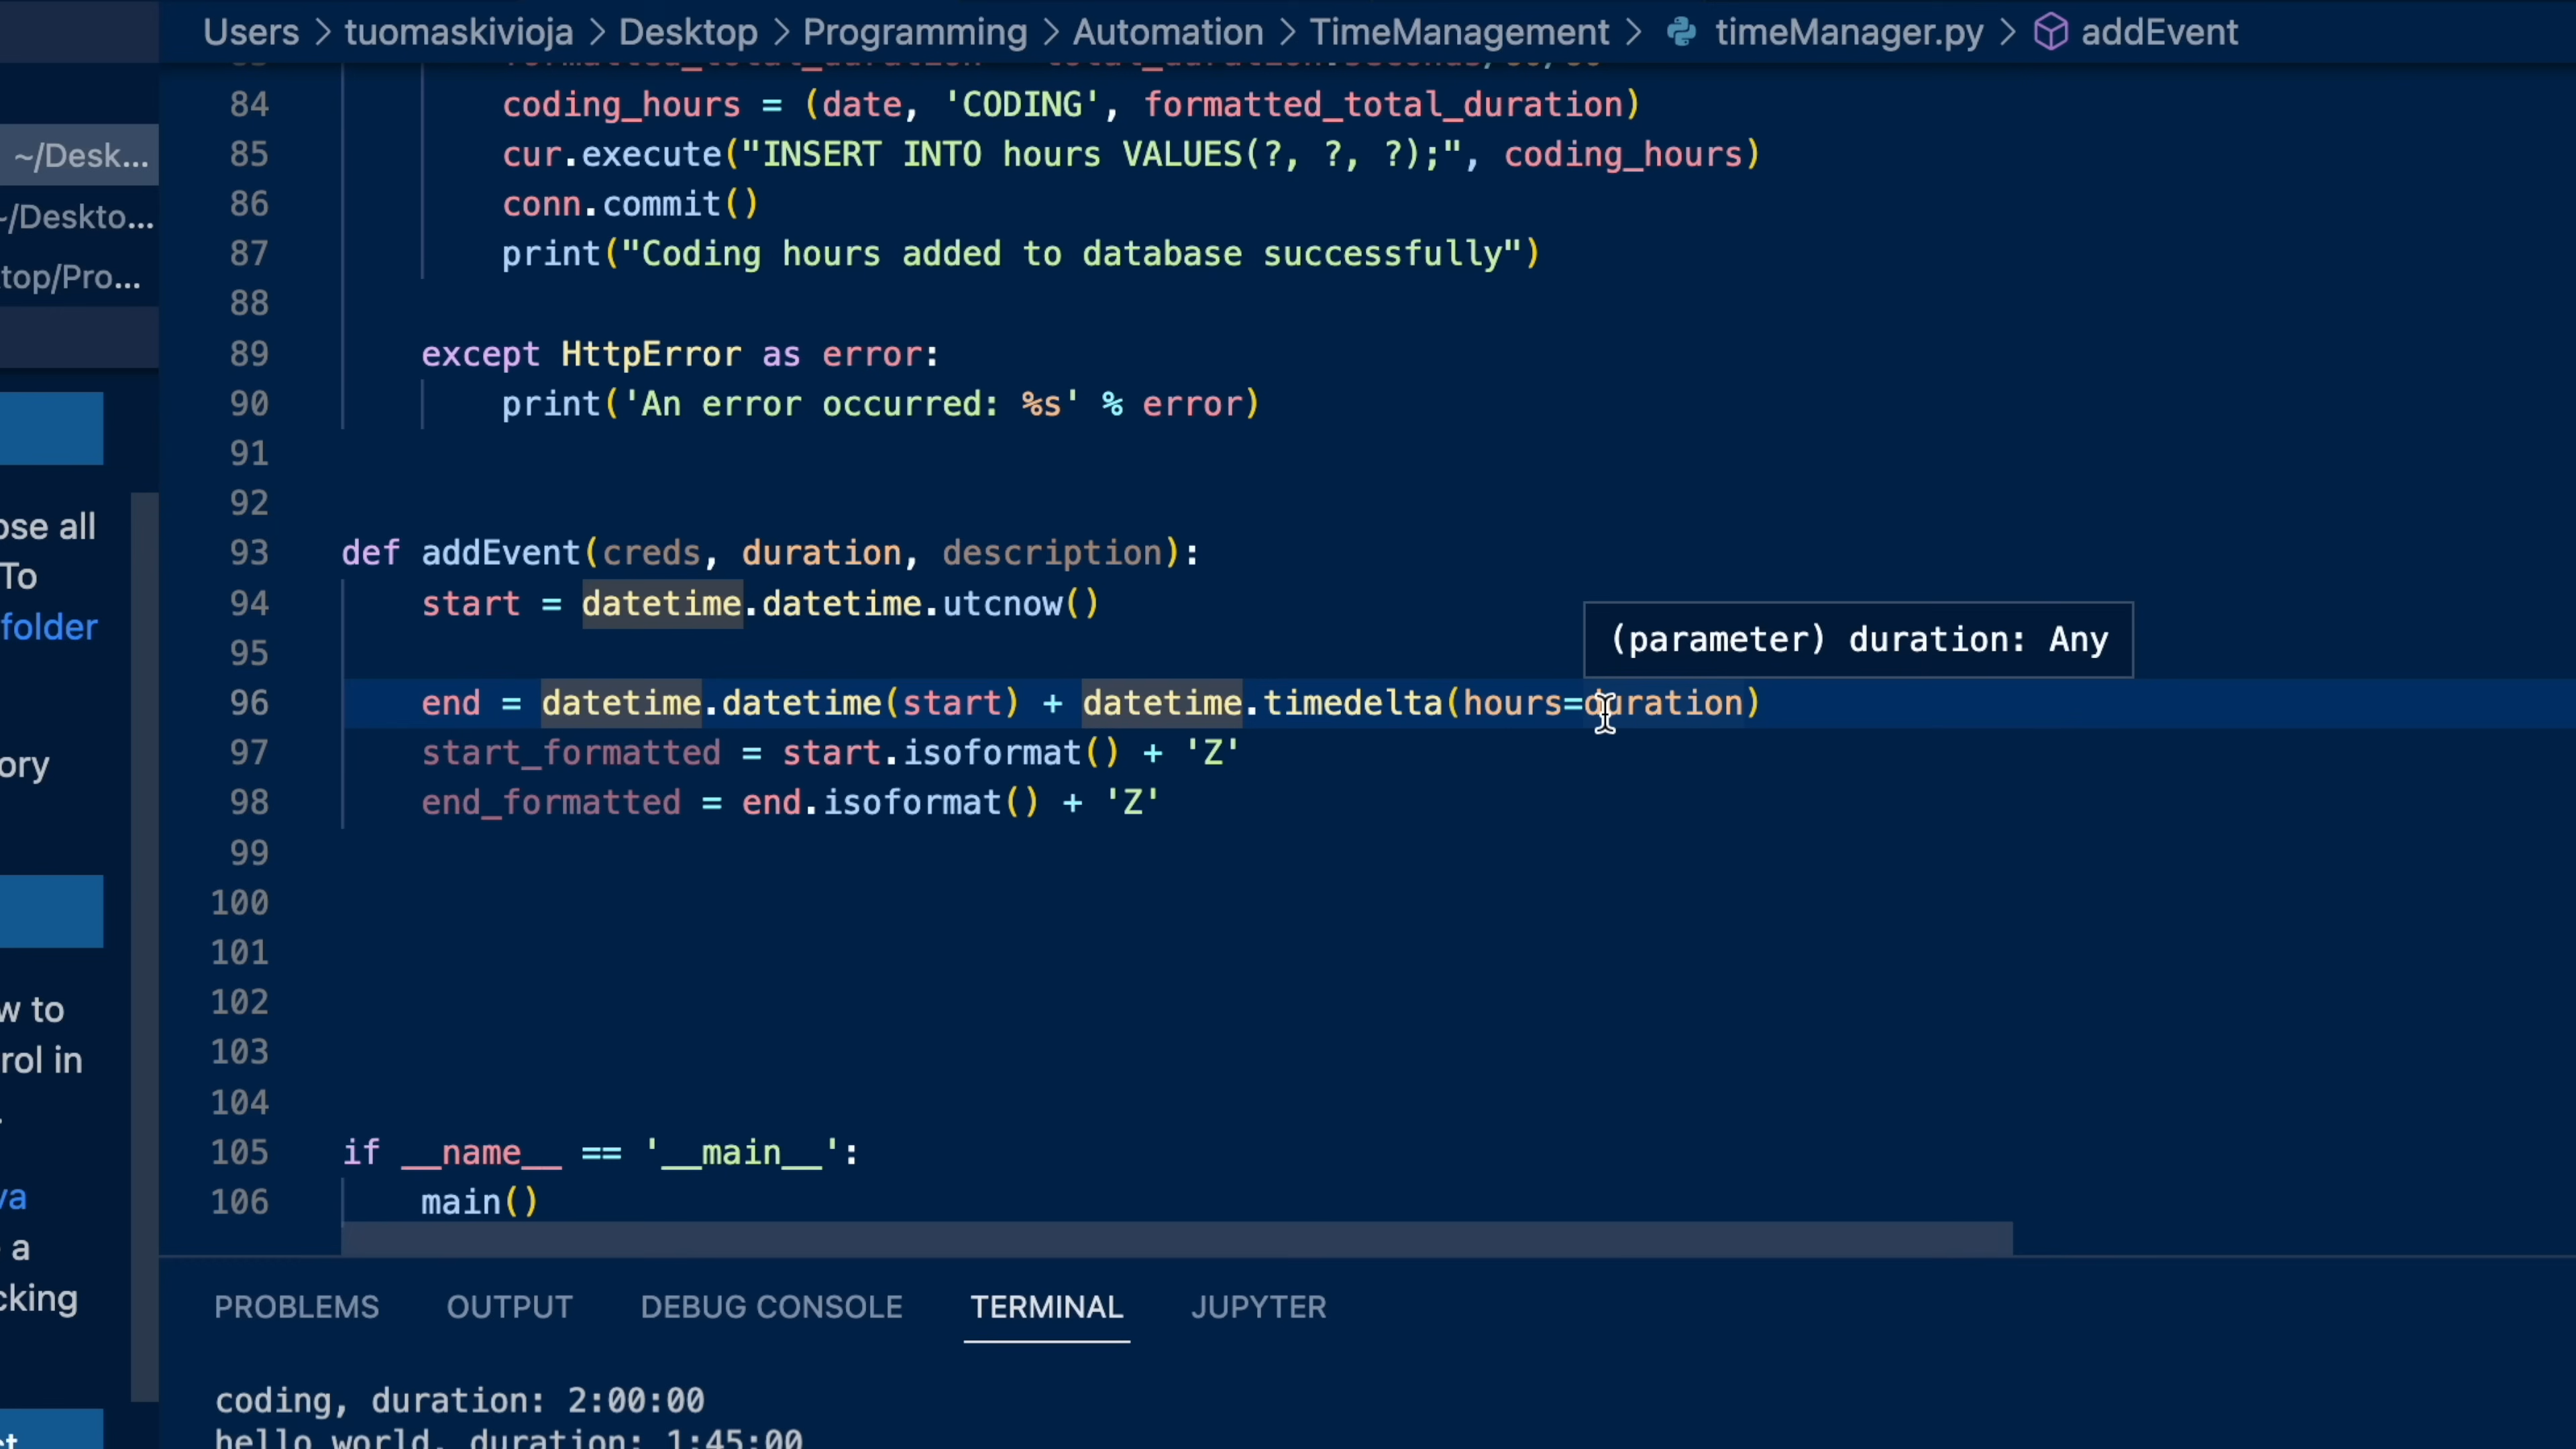 Users > tuomaskivioja > Desktop > Programming > Automation > TimeManagement > timeManager.py > addEvent
84 coding_hours = (date, 'CODING', formatted_total_duration)
~/Desk... 85 cur.execute("INSERT INTO hours VALUES(?, ?, ?);", coding_hours)
~/Deskto... 86 conn.commit()
top/Pro... 87 print("Coding hours added to database successfully")
88
89 except HttpError as error:
90 print('An error occurred: %s' % error)
91
92
ose all
93 def addEvent(creds, duration, description):
To
94 start = datetime.datetime.utcnow()
folder
(parameter) duration: Any
95
96 end = datetime.datetime(start) + datetime.timedelta(hours=duration)
ory
97 start_formatted = start.isoformat() + 'Z'
98 end_formatted = end.isoformat() + 'Z'
99
100
101
w to 102
rol in 103
104
105 if __name__ == '__main__':
va
106 main()
a
cking
PROBLEMS OUTPUT DEBUG CONSOLE TERMINAL JUPYTER
coding, duration: 2:00:00
hello world, duration: 1:45:00